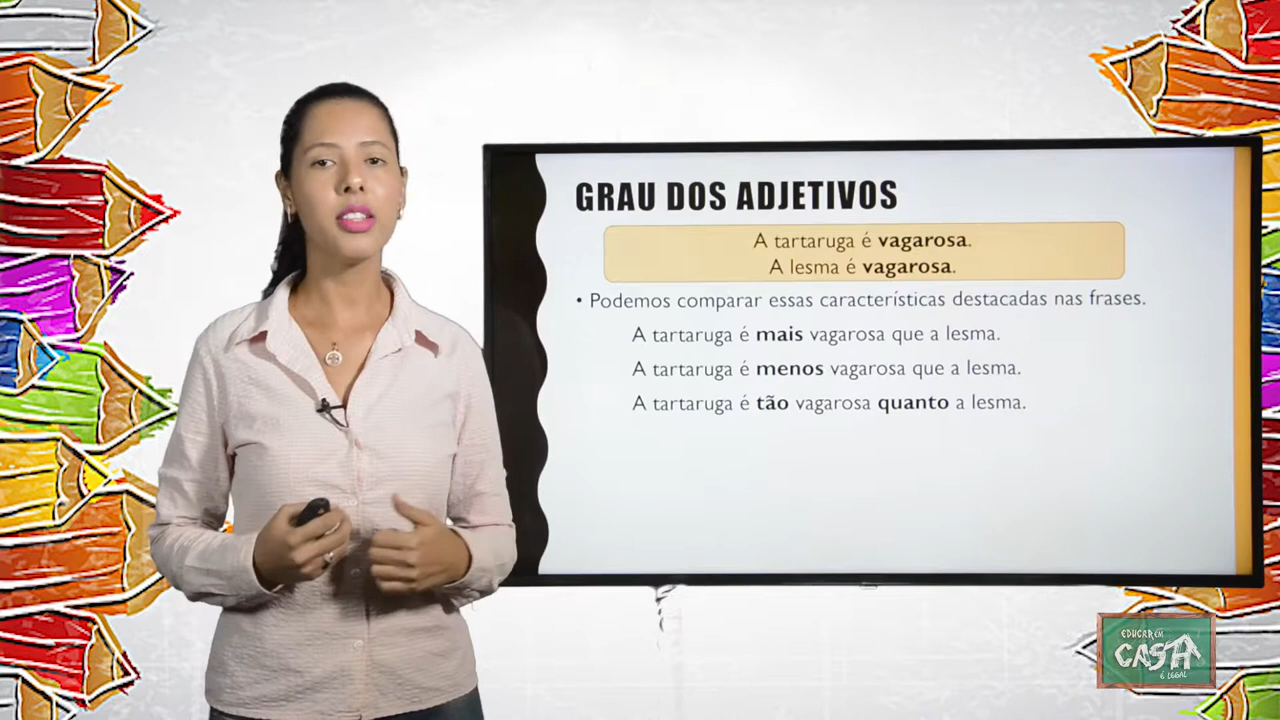 GRAU DOS ADJETIVOS
A tartaruga é vagarosa.
A lesma é vagarosa.
• Podemos comparar essas características destacadas nas frases.
A tartaruga é mais vagarosa que a lesma.
A tartaruga é menos vagarosa que a lesma.
A tartaruga é tão vagarosa quanto a lesma.
EDUCAR EM
CASA
É LEGAL